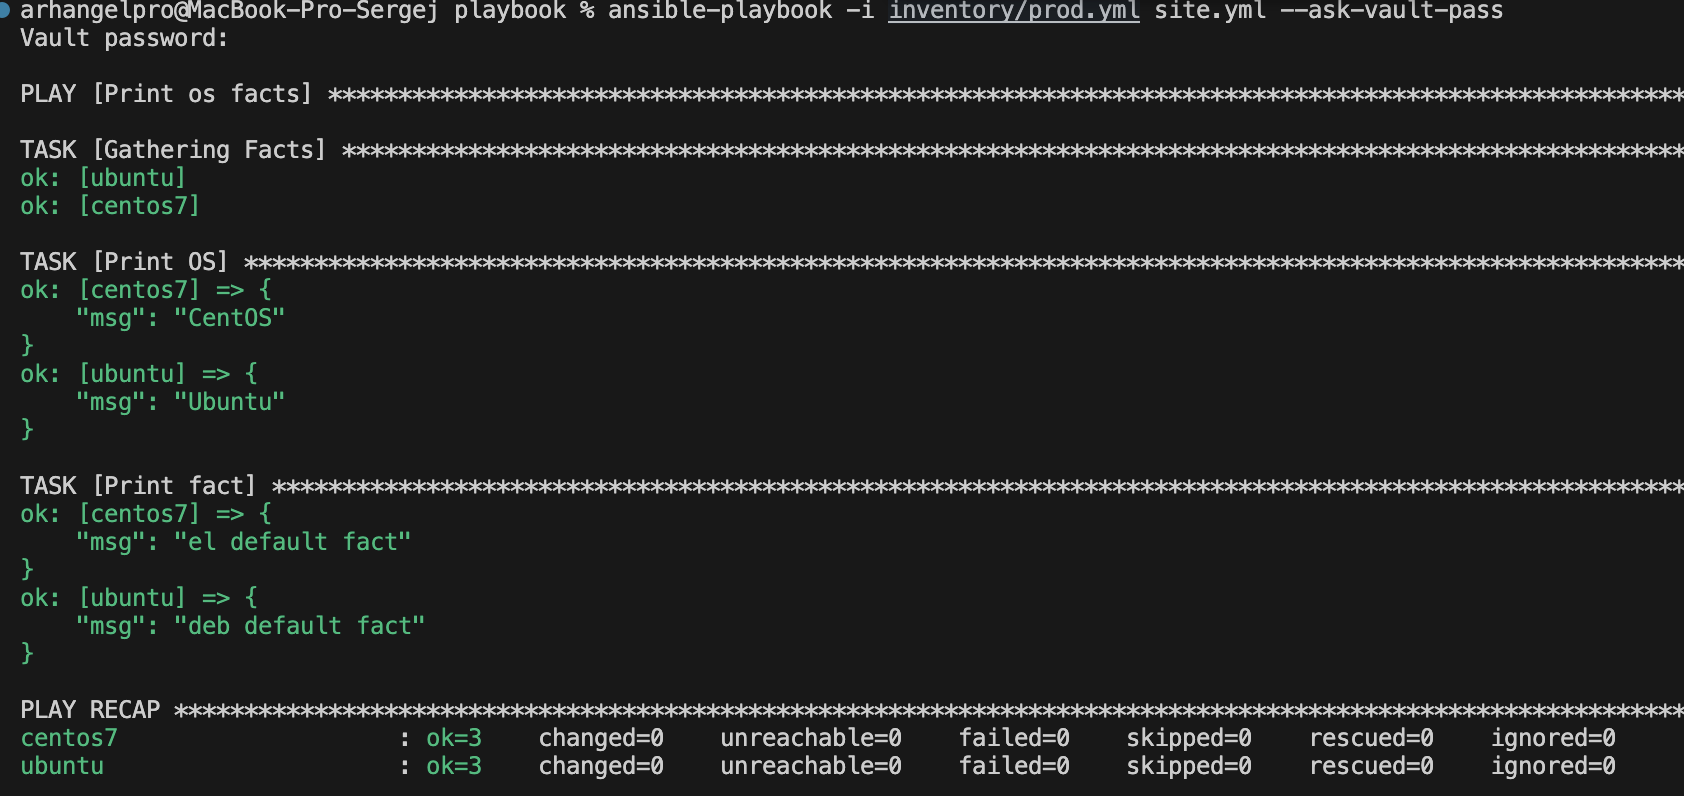 arhangelpro@MacBook-Pro-Sergej playbook % ansible-playbook -i inventory/prod.yml site.yml --ask-vault-pass
Vault password:
PLAY [Print os facts] *************************************************************************************************
TASK [Gathering Facts] ************************************************************************************************
ok: [ubuntu]
ok: [centos7]
TASK [Print OS] *******************************************************************************************************
ok: [centos7] => {
    "msg": "CentOS"
}
ok: [ubuntu] => {
    "msg": "Ubuntu"
}
TASK [Print fact] *****************************************************************************************************
ok: [centos7] => {
    "msg": "el default fact"
}
ok: [ubuntu] => {
    "msg": "deb default fact"
}
PLAY RECAP ************************************************************************************************************
centos7                    : ok=3    changed=0    unreachable=0    failed=0    skipped=0    rescued=0    ignored=0
ubuntu                     : ok=3    changed=0    unreachable=0    failed=0    skipped=0    rescued=0    ignored=0